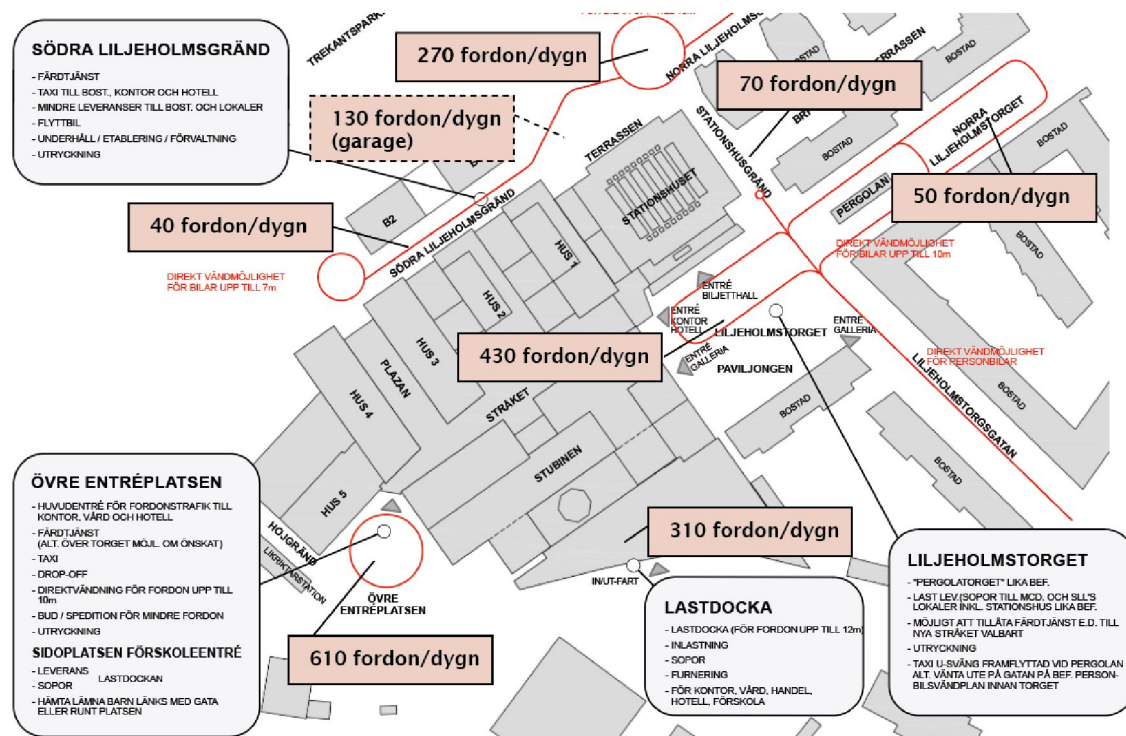 SÖDRA LILJEHOLMSGRÄND
- FÄRDTJÄNST
- TAXI TILL BOST., KONTOR OCH HOTELL
- MINDRE LEVERANSER TILL BOST. OCH LOKALER
- FLYTTBIL
- UNDERHÅLL / ETABLERING / FÖRVALTNING
- UTRYCKNING
TREKANTSPARK
270 fordon/dygn
NORRA LILJEHOLM
130 fordon/dygn
(garage)
70 fordon/dygn
TERRASSEN
BOSTAD
TERRASSEN
STATIONSHUSGRÄND
BOSTAD
BOSTAD
NORRA
LILJEHOLMSTORGET
BOSTAD
BOSTAD
STATIONSHUSET
PERGOLAN
50 fordon/dygn
B2
40 fordon/dygn
SÖDRA LILJEHOLMSGRÄND
DIREKT VÄNDMÖJLIGHET
FÖR BILAR UPP TILL 7m
DIREKT VÄNDMÖJLIGHET
FÖR BILAR UPP TILL 10m
HUS 1
HUS 2
HUS 3
HUS 4
HUS 5
PLAZAN
STRÅKET
STUBINEN
ENTRÉ
BILJETTHALL
ENTRÉ
KONTOR
HOTELL
LILJEHOLMSTORGET
ENTRÉ
GALLERIA
ENTRÉ
GALLERIA
PAVILJONGEN
430 fordon/dygn
DIREKT VÄNDMÖJLIGHET
FÖR PERSONBILAR
LILJEHOLMSTORGSGATAN
BOSTAD
BOSTAD
BOSTAD
BOSTAD
ÖVRE ENTRÉPLATSEN
- HUVUDENTRÉ FÖR FORDONSTRAFIK TILL
KONTOR, VÅRD OCH HOTELL
- FÄRDTJÄNST
(ALT. ÖVER TORGET MÖJL. OM ÖNSKAT)
- TAXI
- DROP-OFF
- DIREKTVÄNDNING FÖR FORDON UPP TILL
10m
- BUD / SPEDITION FÖR MINDRE FORDON
- UTRYCKNING
SIDOPLATSEN FÖRSKOLEENTRÉ
- LEVERANS
LASTDOCKAN
- SOPOR
- HÄMTA LÄMNA BARN LÄNKS MED GATA
ELLER RUNT PLATSEN
HÖJGRÄND
LIKRIKTARSTATION
ÖVRE
ENTRÉPLATSEN
610 fordon/dygn
310 fordon/dygn
IN/UT-FART
LASTDOCKA
- LASTDOCKA (FÖR FORDON UPP TILL 12m)
- INLASTNING
- SOPOR
- FURNERING
- FÖR KONTOR, VÅRD, HANDEL,
HOTELL, FÖRSKOLA
LILJEHOLMSTORGET
- "PERGOLATORGET" LIKA BEF.
- LAST LEV.(SOPOR TILL MCD. OCH SLL'S
LOKALER INKL. STATIONSHUS LIKA BEF.
- MÖJLIGT ATT TILLÅTA FÄRDTJÄNST E.D. TILL
NYA STRÅKET VALBART
- UTRYCKNING
- TAXI U-SVÄNG FRAMFLYTTAD VID PERGOLAN
ALT. VÄNTA UTE PÅ GATAN PÅ BEF. PERSON-
BILSVÄNDPLAN INNAN TORGET